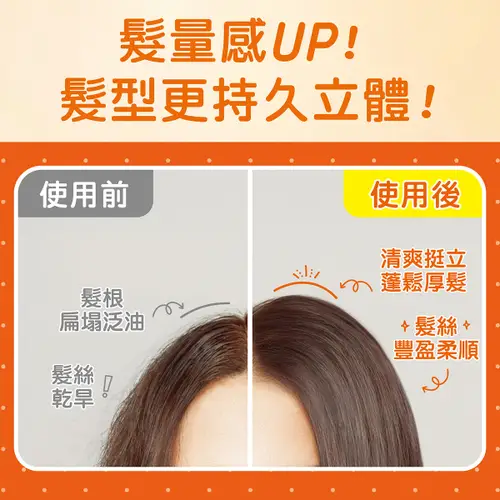 髮量感UP!
髮型更持久立體!
使用前
使用後
髮根
扁塌泛油
髮絲
乾旱!
清爽挺立
蓬鬆厚髮
髮絲
豐盈柔順